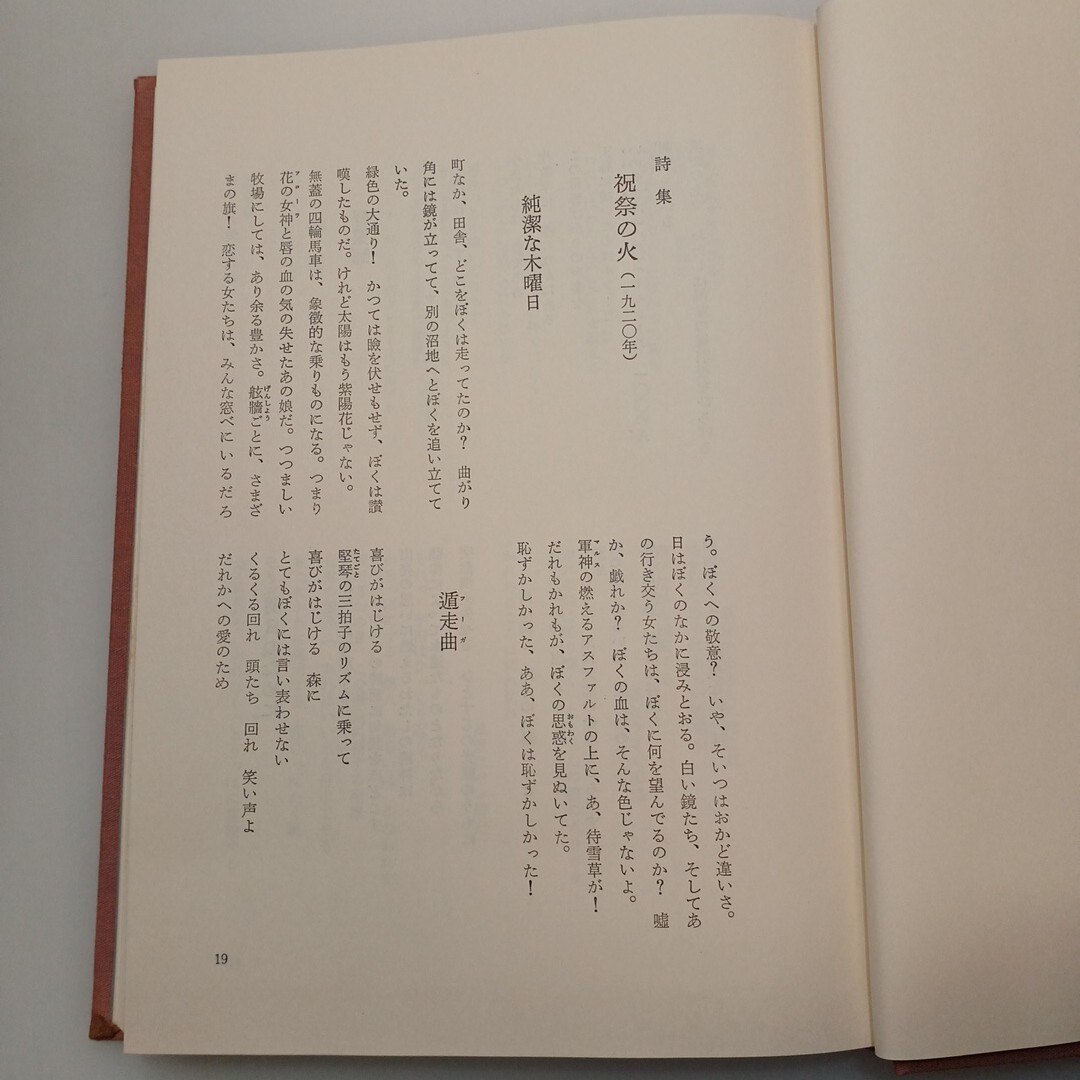 詩集
祝祭の火（一九二〇年）
純潔な木曜日
町なか、田舎、どこをぼくは走ってたのか？　曲がり
角には鏡が立ってて、別の沼地へとぼくを追い立てて
いた。
緑色の大通り！　かつては瞼を伏せもせず、ぼくは讃
嘆したものだ。けれど太陽はもう紫陽花じゃない。
無蓋の四輪馬車は、象徴的な乗りものになる。つまり
花の女神と唇の血の気の失せたあの娘だ。つつましい
牧場にしては、あり余る豊かさ。舷牆ごとに、さまざ
まの旗！　恋する女たちは、みんな窓べにいるだろ
う。ぼくへの敬意？　いや、そいつはおかど違いさ。
日はぼくのなかに浸みとおる。白い鏡たち、そしてあ
の行き交う女たちは、ぼくに何を望んでるのか？　嘘
か、戯れか？　ぼくの血は、そんな色じゃないよ。
軍神の燃えるアスファルトの上に、あ、待雪草が！
だれもかれもが、ぼくの思惑を見ぬいてた。
恥ずかしかった、ああ、ぼくは恥ずかしかった！
遁走曲
喜びがはじける
竪琴の三拍子のリズムに乗って
喜びがはじける　森に
とてもぼくには言い表わせない
くるくる回れ　頭たち　回れ　笑い声よ
だれかへの愛のため
19